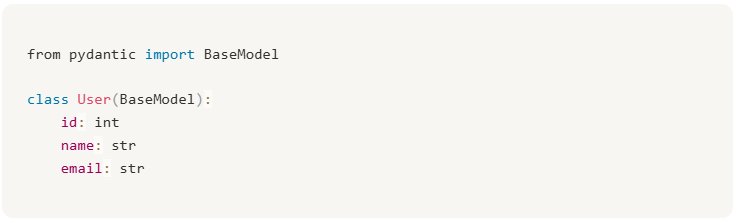 from pydantic import BaseModel
class User(BaseModel):
    id: int
    name: str
    email: str